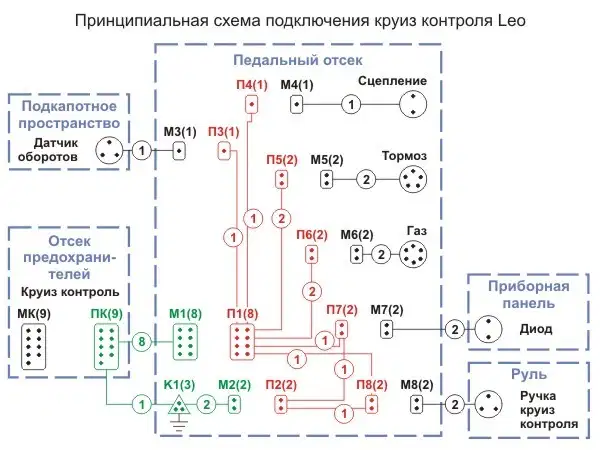 Принципиальная схема подключения круиз контроля Leo
Педальный отсек
П4(1)
М4(1)
Сцепление
1
Подкапотное
пространство
Датчик
оборотов
1
М3(1)
П3(1)
П5(2)
М5(2)
Тормоз
2
2
1
1
П6(2)
М6(2)
Газ
2
2
Отсек
предохрани-
телей
Круиз контроль
МК(9)
ПК(9)
8
М1(8)
П1(8)
П7(2)
1
1
М7(2)
2
Приборная
панель
Диод
1
К1(3)
2
М2(2)
П2(2)
1
1
П8(2)
М8(2)
2
Руль
Ручка
круиз
контроля